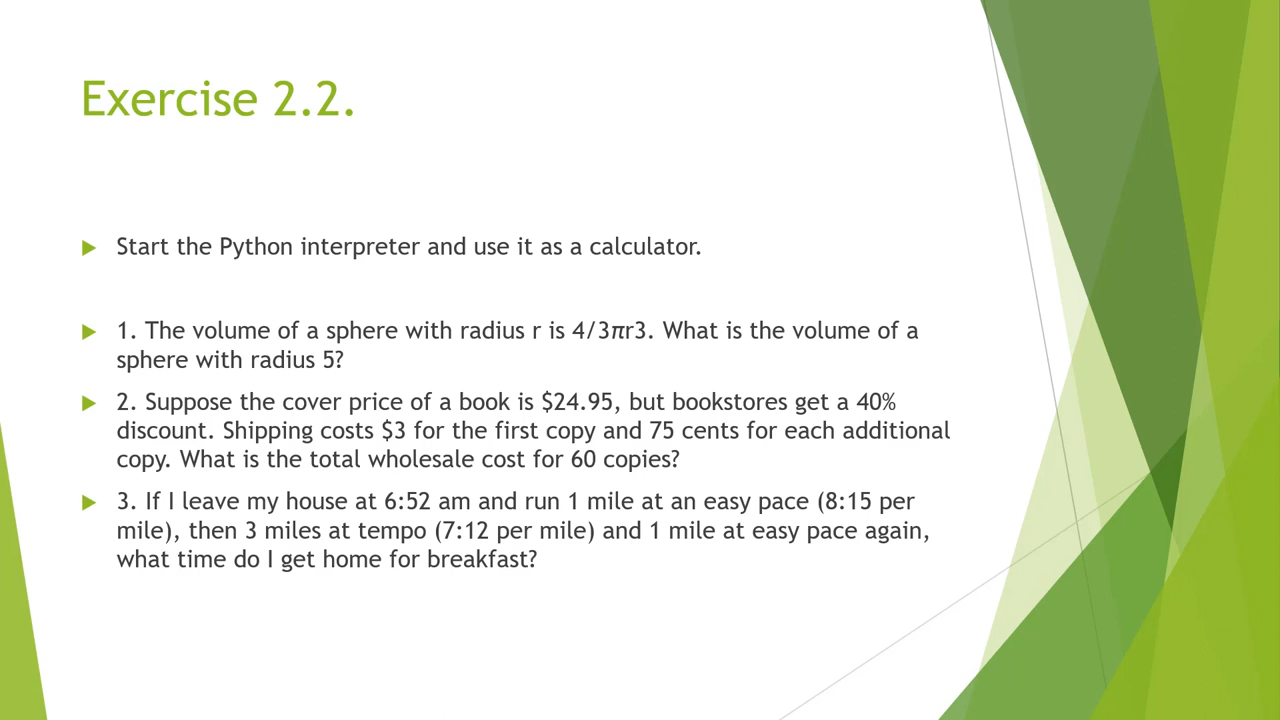 Exercise 2.2.
Start the Python interpreter and use it as a calculator.
1. The volume of a sphere with radius r is 4/3πr3. What is the volume of a
sphere with radius 5?
2. Suppose the cover price of a book is $24.95, but bookstores get a 40%
discount. Shipping costs $3 for the first copy and 75 cents for each additional
copy. What is the total wholesale cost for 60 copies?
3. If I leave my house at 6:52 am and run 1 mile at an easy pace (8:15 per
mile), then 3 miles at tempo (7:12 per mile) and 1 mile at easy pace again,
what time do I get home for breakfast?